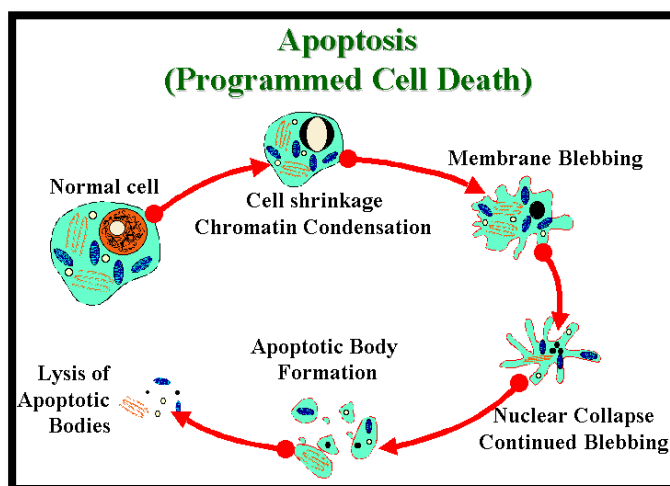 Apoptosis
(Programmed Cell Death)
Normal cell
Cell shrinkage
Chromatin Condensation
Membrane Blebbing
Nuclear Collapse
Continued Blebbing
Apoptotic Body
Formation
Lysis of
Apoptotic
Bodies